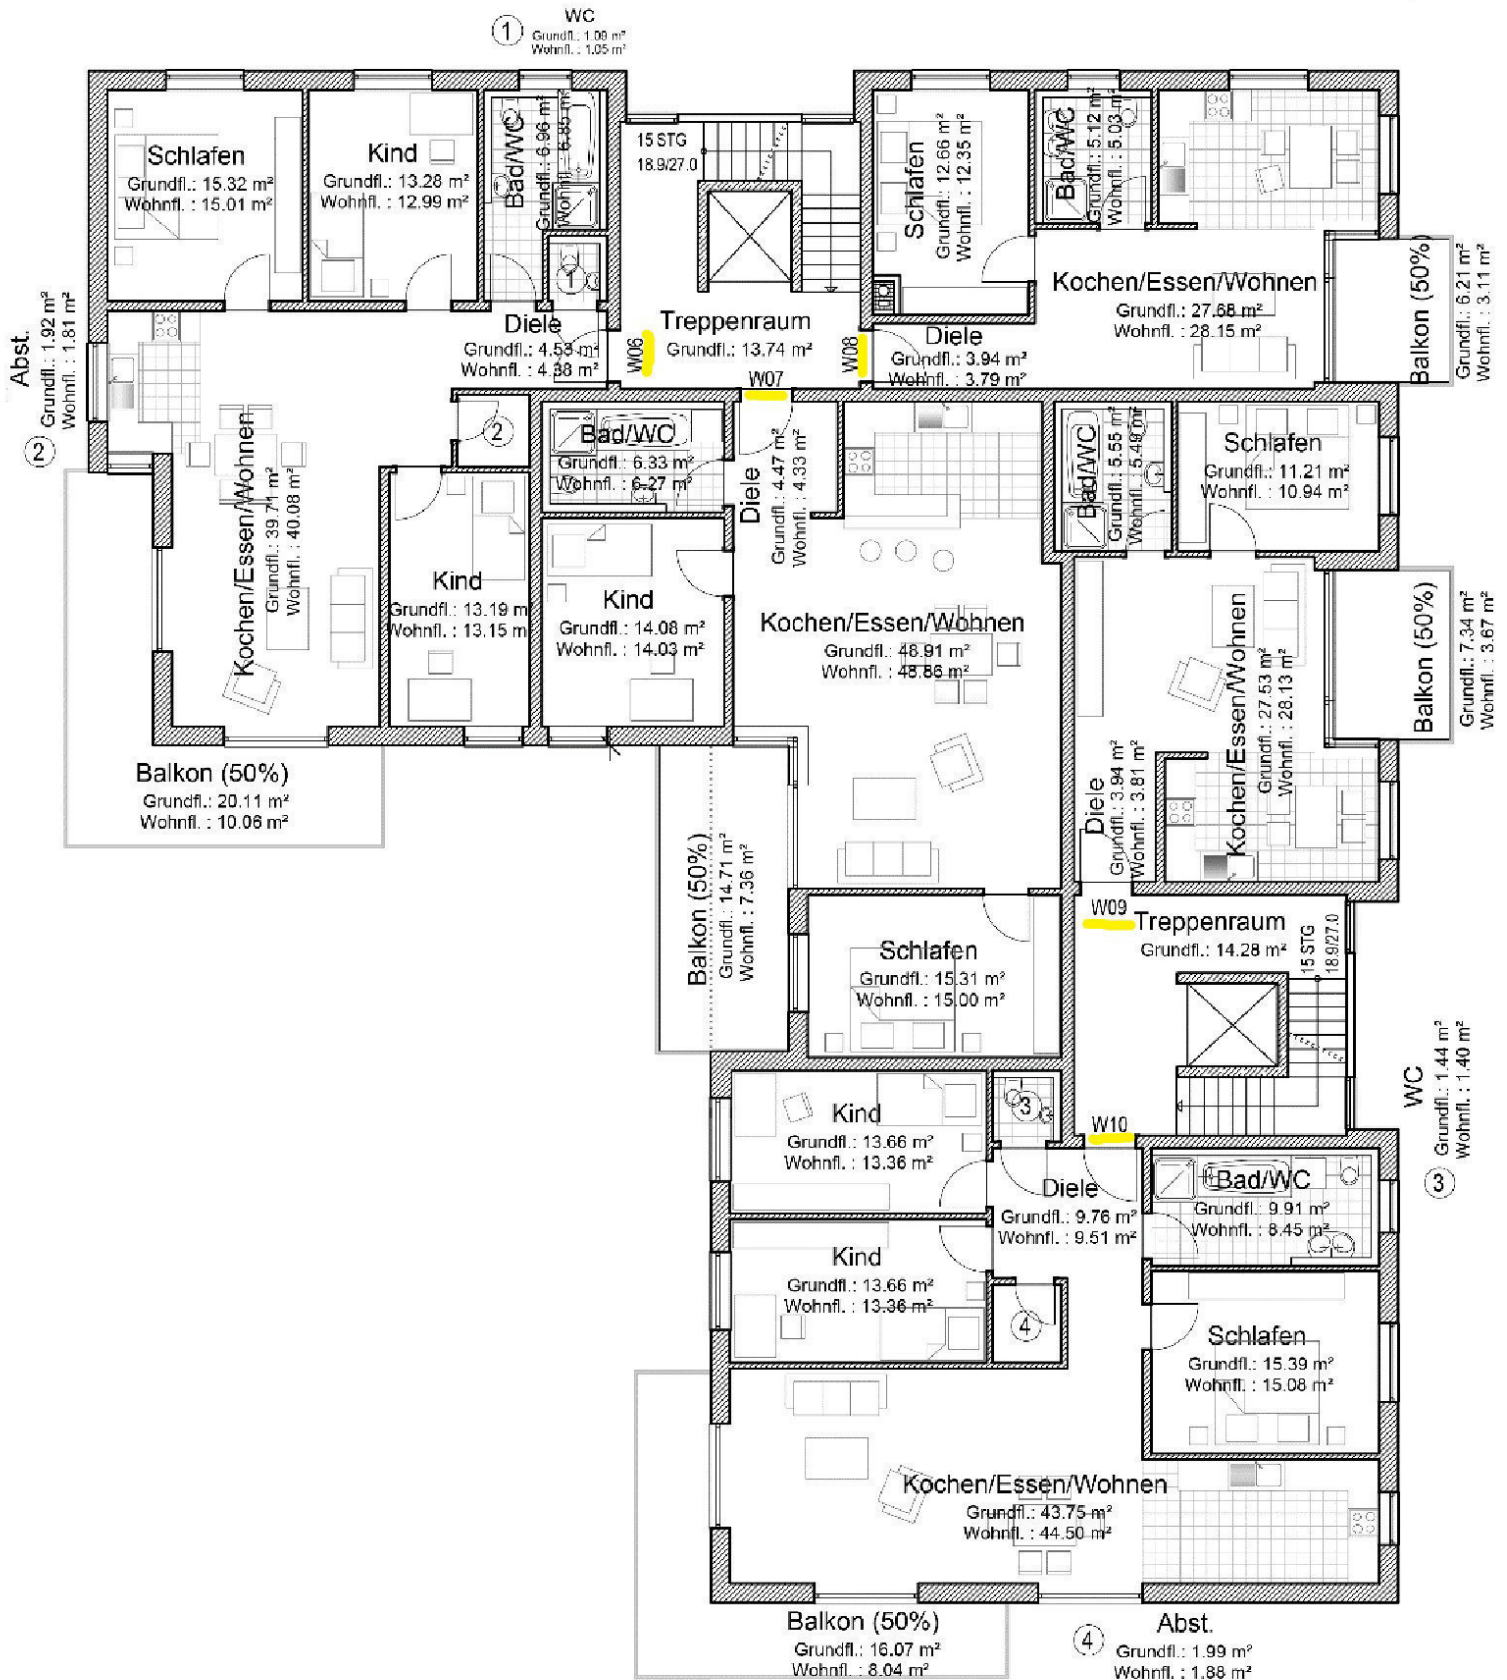 1
WC
Grundfl.: 1.09 m²
Wohnfl. : 1.05 m²
Schlafen
Grundfl.: 15.32 m²
Wohnfl. : 15.01 m²
Kind
Grundfl.: 13.28 m²
Wohnfl. : 12.99 m²
Bad/WC
Grundfl.: 6.96 m²
Wohnfl. : 6.85 m²
1
15 STG
18.9/27.0
Schlafen
Grundfl.: 12.66 m²
Wohnfl. : 12.35 m²
Bad/WC
Grundfl.: 5.12 m²
Wohnfl. : 5.03 m²
Kochen/Essen/Wohnen
Grundfl.: 27.68 m²
Wohnfl. : 28.15 m²
Balkon (50%)
Grundfl.: 6.21 m²
Wohnfl. : 3.11 m²
Abst.
Grundfl.: 1.92 m²
Wohnfl. : 1.81 m²
2
Diele
Grundfl.: 4.53 m²
Wohnfl. : 4.38 m²
W06
Treppenraum
Grundfl.: 13.74 m²
W07
W08
Diele
Grundfl.: 3.94 m²
Wohnfl. : 3.79 m²
Kochen/Essen/Wohnen
Grundfl.: 39.71 m²
Wohnfl. : 40.08 m²
2
Bad/WC
Grundfl.: 6.33 m²
Wohnfl. : 6.27 m²
Diele
Grundfl.: 4.47 m²
Wohnfl. : 4.33 m²
Bad/WC
Grundfl.: 5.55 m²
Wohnfl. : 5.49 m²
Schlafen
Grundfl.: 11.21 m²
Wohnfl. : 10.94 m²
Kind
Grundfl.: 13.19 m
Wohnfl. : 13.15 m
Kind
Grundfl.: 14.08 m²
Wohnfl. : 14.03 m²
Kochen/Essen/Wohnen
Grundfl.: 48.91 m²
Wohnfl. : 48.86 m²
Kochen/Essen/Wohnen
Grundfl.: 27.53 m²
Wohnfl. : 28.13 m²
Balkon (50%)
Grundfl.: 7.34 m²
Wohnfl. : 3.67 m²
Balkon (50%)
Grundfl.: 20.11 m²
Wohnfl. : 10.06 m²
Diele
Grundfl.: 3.94 m²
Wohnfl. : 3.81 m²
Balkon (50%)
Grundfl.: 14.71 m²
Wohnfl. : 7.36 m²
W09
Treppenraum
Grundfl.: 14.28 m²
15 STG
18.9/27.0
Schlafen
Grundfl.: 15.31 m²
Wohnfl. : 15.00 m²
WC
Grundfl.: 1.44 m²
Wohnfl. : 1.40 m²
3
Kind
Grundfl.: 13.66 m²
Wohnfl. : 13.36 m²
3
W10
Diele
Grundfl.: 9.76 m²
Wohnfl. : 9.51 m²
Bad/WC
Grundfl.: 9.91 m²
Wohnfl. : 8.45 m²
Kind
Grundfl.: 13.66 m²
Wohnfl. : 13.36 m²
4
Schlafen
Grundfl.: 15.39 m²
Wohnfl. : 15.08 m²
Kochen/Essen/Wohnen
Grundfl.: 43.75 m²
Wohnfl. : 44.50 m²
Balkon (50%)
Grundfl.: 16.07 m²
Wohnfl. : 8.04 m²
4
Abst.
Grundfl.: 1.99 m²
Wohnfl. : 1.88 m²